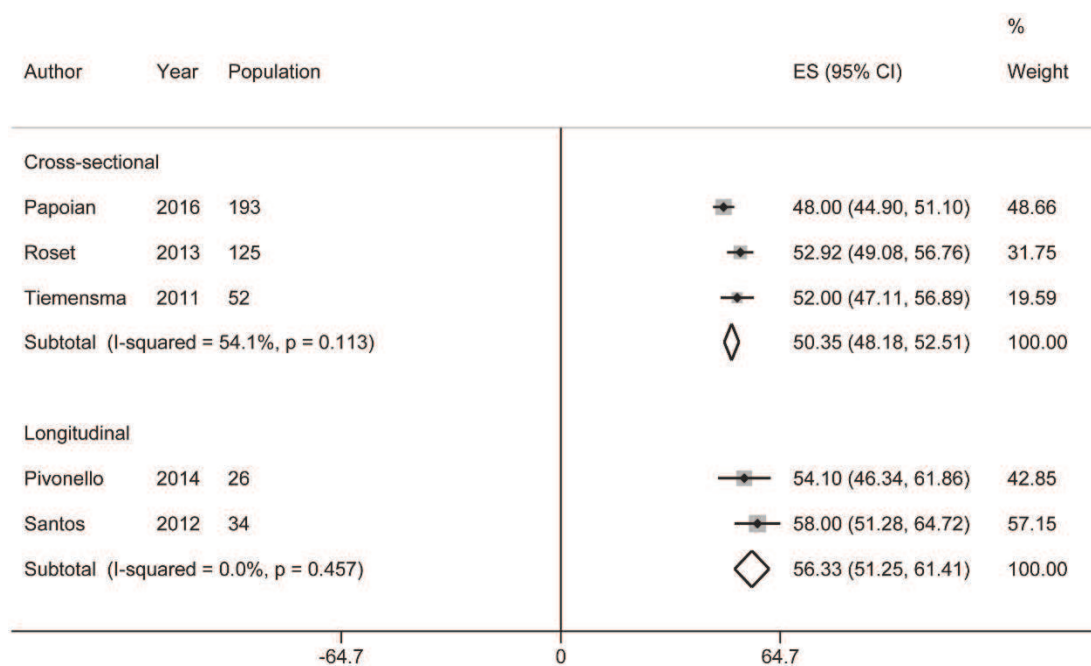 %
Author Year Population ES (95% CI) Weight
Cross-sectional
Papoian 2016 193 48.00 (44.90, 51.10) 48.66
Roset 2013 125 52.92 (49.08, 56.76) 31.75
Tiemensma 2011 52 52.00 (47.11, 56.89) 19.59
Subtotal (I-squared = 54.1%, p = 0.113) 50.35 (48.18, 52.51) 100.00
Longitudinal
Pivonello 2014 26 54.10 (46.34, 61.86) 42.85
Santos 2012 34 58.00 (51.28, 64.72) 57.15
Subtotal (I-squared = 0.0%, p = 0.457) 56.33 (51.25, 61.41) 100.00
-64.7 0 64.7